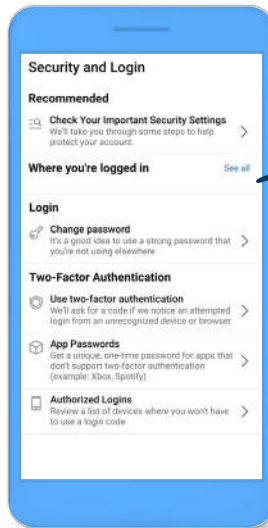 Security and Login
Recommended
Check Your Important Security Settings
We'll take you through some steps to help
protect your account.
Where you're logged in See all
Login
Change password
It's a good idea to use a strong password that
you're not using elsewhere
Two-Factor Authentication
Use two-factor authentication
We'll ask for a code if we notice an attempted
login from an unrecognized device or browser.
App Passwords
Get a unique, one-time password for apps that
don't support two-factor authentication
(example: Xbox, Spotify)
Authorized Logins
Review a list of devices where you won't have
to use a login code